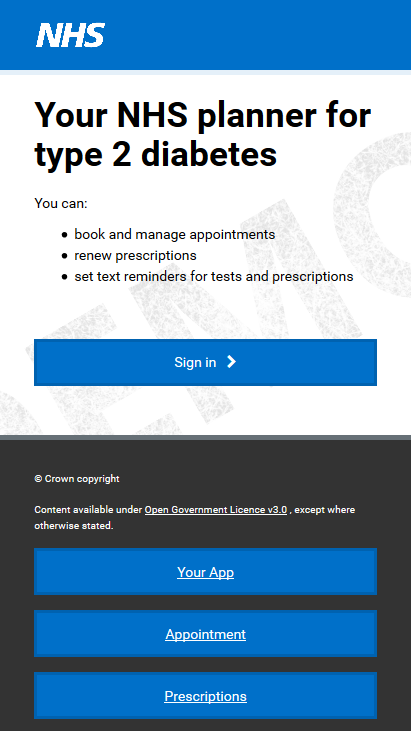 NHS
Your NHS planner for
type 2 diabetes
You can:
book and manage appointments
renew prescriptions
set text reminders for tests and prescriptions
DEMO
Sign in
© Crown copyright
Content available under Open Government Licence v3.0 , except where
otherwise stated.
Your App
Appointment
Prescriptions